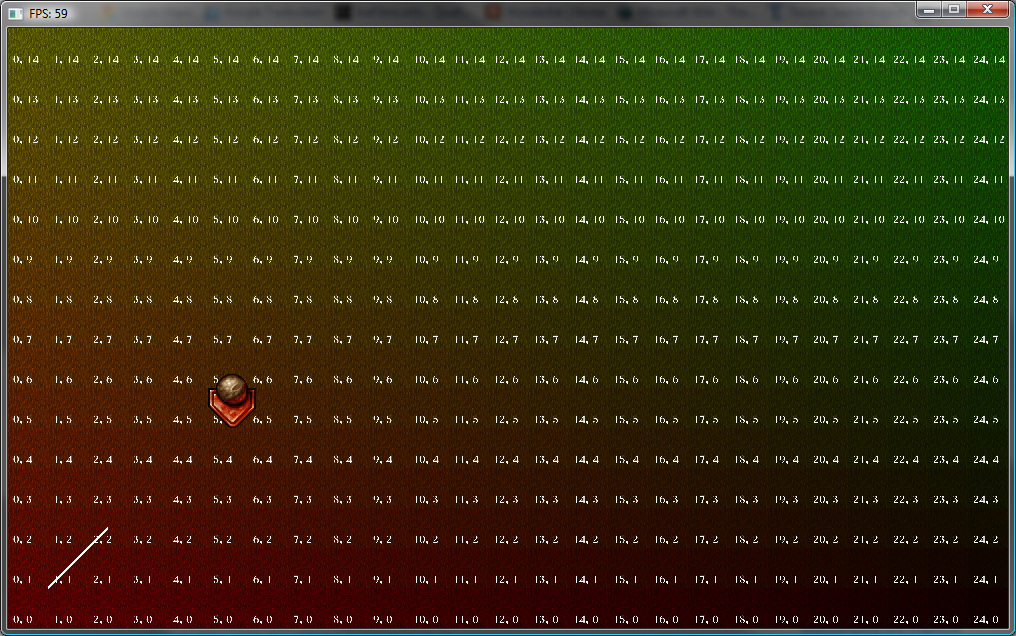 FPS: 59
0, 14 1, 14 2, 14 3, 14 4, 14 5, 14 6, 14 7, 14 8, 14 9, 14 10, 14 11, 14 12, 14 13, 14 14, 14 15, 14 16, 14 17, 14 18, 14 19, 14 20, 14 21, 14 22, 14 23, 14 24, 14
0, 13 1, 13 2, 13 3, 13 4, 13 5, 13 6, 13 7, 13 8, 13 9, 13 10, 13 11, 13 12, 13 13, 13 14, 13 15, 13 16, 13 17, 13 18, 13 19, 13 20, 13 21, 13 22, 13 23, 13 24, 13
0, 12 1, 12 2, 12 3, 12 4, 12 5, 12 6, 12 7, 12 8, 12 9, 12 10, 12 11, 12 12, 12 13, 12 14, 12 15, 12 16, 12 17, 12 18, 12 19, 12 20, 12 21, 12 22, 12 23, 12 24, 12
0, 11 1, 11 2, 11 3, 11 4, 11 5, 11 6, 11 7, 11 8, 11 9, 11 10, 11 11, 11 12, 11 13, 11 14, 11 15, 11 16, 11 17, 11 18, 11 19, 11 20, 11 21, 11 22, 11 23, 11 24, 11
0, 10 1, 10 2, 10 3, 10 4, 10 5, 10 6, 10 7, 10 8, 10 9, 10 10, 10 11, 10 12, 10 13, 10 14, 10 15, 10 16, 10 17, 10 18, 10 19, 10 20, 10 21, 10 22, 10 23, 10 24, 10
0, 9 1, 9 2, 9 3, 9 4, 9 5, 9 6, 9 7, 9 8, 9 9, 9 10, 9 11, 9 12, 9 13, 9 14, 9 15, 9 16, 9 17, 9 18, 9 19, 9 20, 9 21, 9 22, 9 23, 9 24, 9
0, 8 1, 8 2, 8 3, 8 4, 8 5, 8 6, 8 7, 8 8, 8 9, 8 10, 8 11, 8 12, 8 13, 8 14, 8 15, 8 16, 8 17, 8 18, 8 19, 8 20, 8 21, 8 22, 8 23, 8 24, 8
0, 7 1, 7 2, 7 3, 7 4, 7 5, 7 6, 7 7, 7 8, 7 9, 7 10, 7 11, 7 12, 7 13, 7 14, 7 15, 7 16, 7 17, 7 18, 7 19, 7 20, 7 21, 7 22, 7 23, 7 24, 7
0, 6 1, 6 2, 6 3, 6 4, 6 5 6, 6 7, 6 8, 6 9, 6 10, 6 11, 6 12, 6 13, 6 14, 6 15, 6 16, 6 17, 6 18, 6 19, 6 20, 6 21, 6 22, 6 23, 6 24, 6
0, 5 1, 5 2, 5 3, 5 4, 5 5, 6, 5 7, 5 8, 5 9, 5 10, 5 11, 5 12, 5 13, 5 14, 5 15, 5 16, 5 17, 5 18, 5 19, 5 20, 5 21, 5 22, 5 23, 5 24, 5
0, 4 1, 4 2, 4 3, 4 4, 4 5, 4 6, 4 7, 4 8, 4 9, 4 10, 4 11, 4 12, 4 13, 4 14, 4 15, 4 16, 4 17, 4 18, 4 19, 4 20, 4 21, 4 22, 4 23, 4 24, 4
0, 3 1, 3 2, 3 3, 3 4, 3 5, 3 6, 3 7, 3 8, 3 9, 3 10, 3 11, 3 12, 3 13, 3 14, 3 15, 3 16, 3 17, 3 18, 3 19, 3 20, 3 21, 3 22, 3 23, 3 24, 3
0, 2 1, 2 2, 2 3, 2 4, 2 5, 2 6, 2 7, 2 8, 2 9, 2 10, 2 11, 2 12, 2 13, 2 14, 2 15, 2 16, 2 17, 2 18, 2 19, 2 20, 2 21, 2 22, 2 23, 2 24, 2
0, 1 1, 1 2, 1 3, 1 4, 1 5, 1 6, 1 7, 1 8, 1 9, 1 10, 1 11, 1 12, 1 13, 1 14, 1 15, 1 16, 1 17, 1 18, 1 19, 1 20, 1 21, 1 22, 1 23, 1 24, 1
0, 0 1, 0 2, 0 3, 0 4, 0 5, 0 6, 0 7, 0 8, 0 9, 0 10, 0 11, 0 12, 0 13, 0 14, 0 15, 0 16, 0 17, 0 18, 0 19, 0 20, 0 21, 0 22, 0 23, 0 24, 0